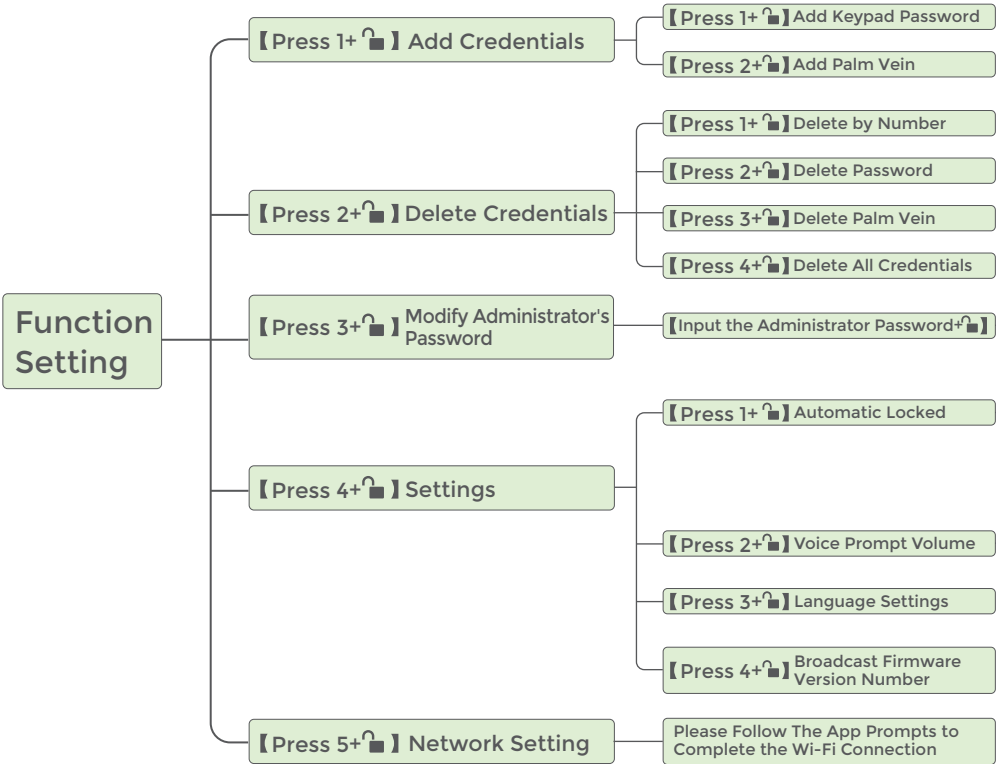 Function
Setting
【Press 1+🔓】Add Credentials
【Press 1+🔓】Add Keypad Password
【Press 2+🔓】Add Palm Vein
【Press 2+🔓】Delete Credentials
【Press 1+🔓】Delete by Number
【Press 2+🔓】Delete Password
【Press 3+🔓】Delete Palm Vein
【Press 4+🔓】Delete All Credentials
【Press 3+🔓】Modify Administrator's
Password
【Input the Administrator Password+🔓】
【Press 4+🔓】Settings
【Press 1+🔓】Automatic Locked
【Press 2+🔓】Voice Prompt Volume
【Press 3+🔓】Language Settings
【Press 4+🔓】Broadcast Firmware
Version Number
【Press 5+🔓】Network Setting
Please Follow The App Prompts to
Complete the Wi-Fi Connection